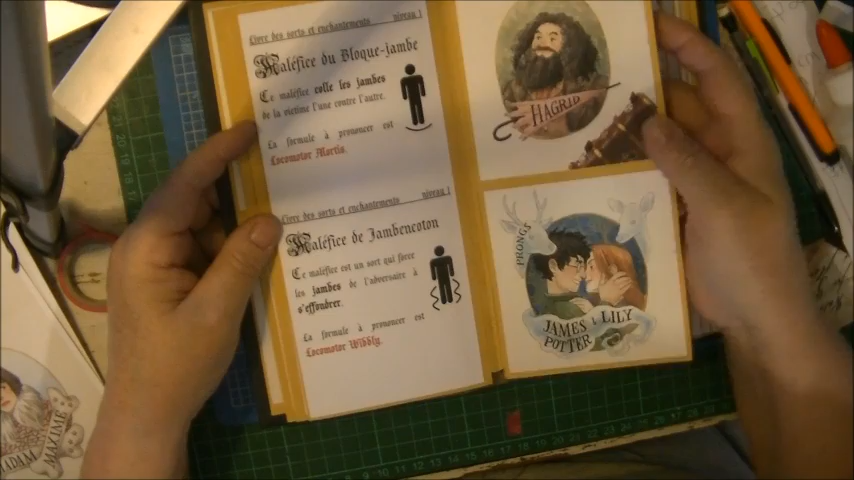 Livre des sorts et enchantements niveau 1
Maléfice du Bloque-jambe
Ce maléfice colle les jambes
de la victime l'une contre l'autre.
La formule à prononcer est
Locomotor Mortis.
Livre des sorts et enchantements niveau 1
Maléfice de Jambencoton
Ce maléfice est un sort qui force
les jambes de l'adversaire à
s'effondrer.
La formule à prononcer est
Locomotor Wibbly.
HAGRID
PRONGS
JAMES & LILY
POTTER
MADAM
MAXIME